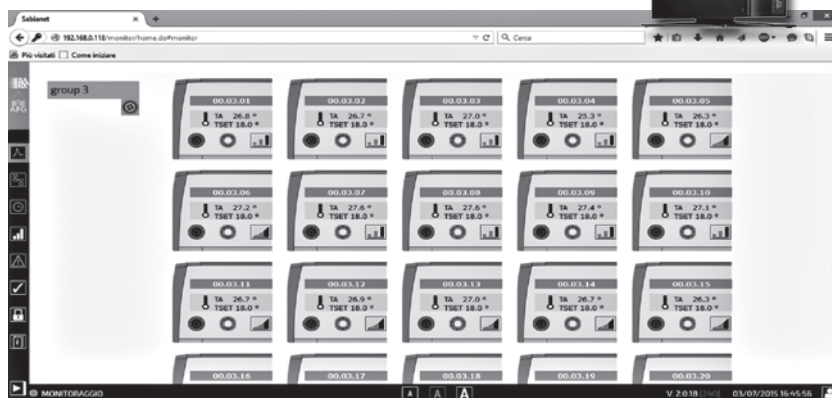 Sabianet
192.168.0.118/monitor/home.do#monitor
Cerca
Più visitati
Come iniziare
group 3
00.03.01
TA 26.8 °
TSET 18.0 °
00.03.02
TA 26.7 °
TSET 18.0 °
00.03.03
TA 27.0 °
TSET 18.0 °
00.03.04
TA 25.3 °
TSET 18.0 °
00.03.05
TA 26.3 °
TSET 18.0 °
00.03.06
TA 27.2 °
TSET 18.0 °
00.03.07
TA 27.6 °
TSET 18.0 °
00.03.08
TA 27.6 °
TSET 18.0 °
00.03.09
TA 27.4 °
TSET 18.0 °
00.03.10
TA 27.1 °
TSET 18.0 °
00.03.11
TA 26.7 °
TSET 18.0 °
00.03.12
TA 26.9 °
TSET 18.0 °
00.03.13
TA 27.0 °
TSET 18.0 °
00.03.14
TA 26.7 °
TSET 18.0 °
00.03.15
TA 26.3 °
TSET 18.0 °
00.03.16
00.03.17
00.03.18
00.03.19
00.03.20
MONITORAGGIO
A A A
V. 2.0.18 [240] 03/07/2015 16:45:56